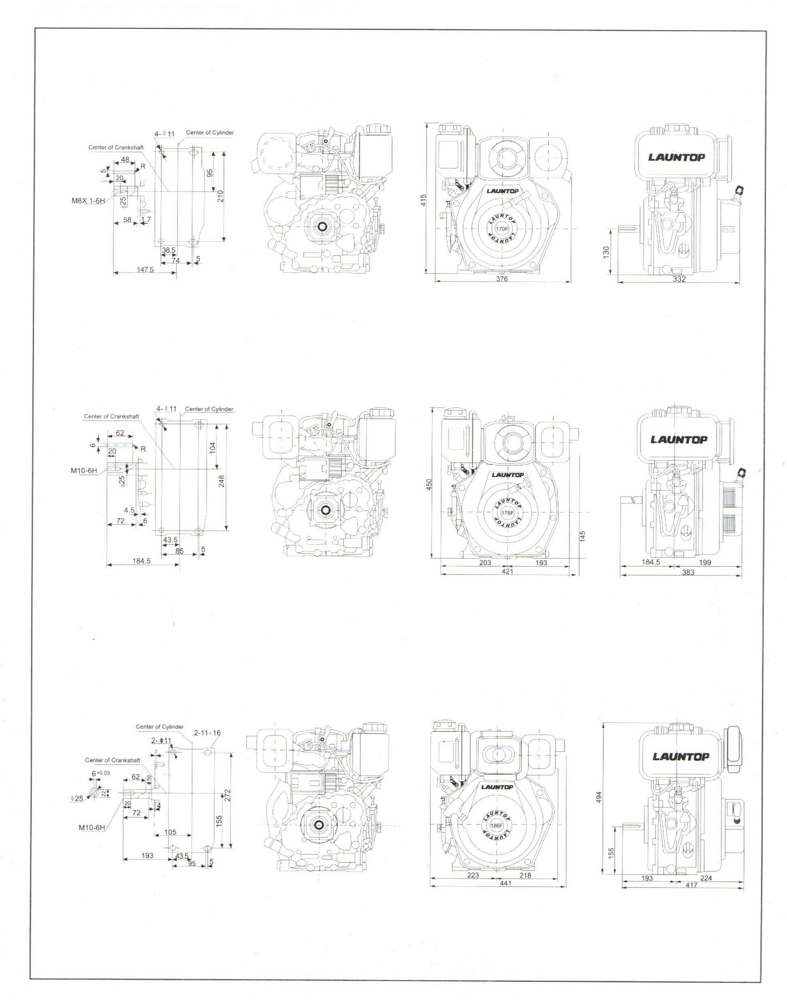 4-ϕ11
Center of Cylinder
Center of Crankshaft
48
R
5
20
M8X 1-6H
ϕ25
58
1.7
95
210
38.5
74
5
147.5
415
LAUNTOP
LAUNTOP
170F
LAUNTOP
376
LAUNTOP
130
332
4-ϕ11
Center of Cylinder
Center of Crankshaft
62
6
R
20
M10-6H
ϕ25
4.5
72
6
104
248
43.5
85
5
184.5
450
LAUNTOP
LAUNTOP
178F
LAUNTOP
145
203
193
421
LAUNTOP
184.5
199
383
Center of Cylinder
2-11×16
2-ϕ11
Center of Crankshaft
6+0.03
62
ϕ50
ϕ25
22
20
4
72
M10-6H
105
272
155
193
43.5
95
5
LAUNTOP
LAUNTOP
186F
LAUNTOP
223
218
441
494
LAUNTOP
155
193
224
417